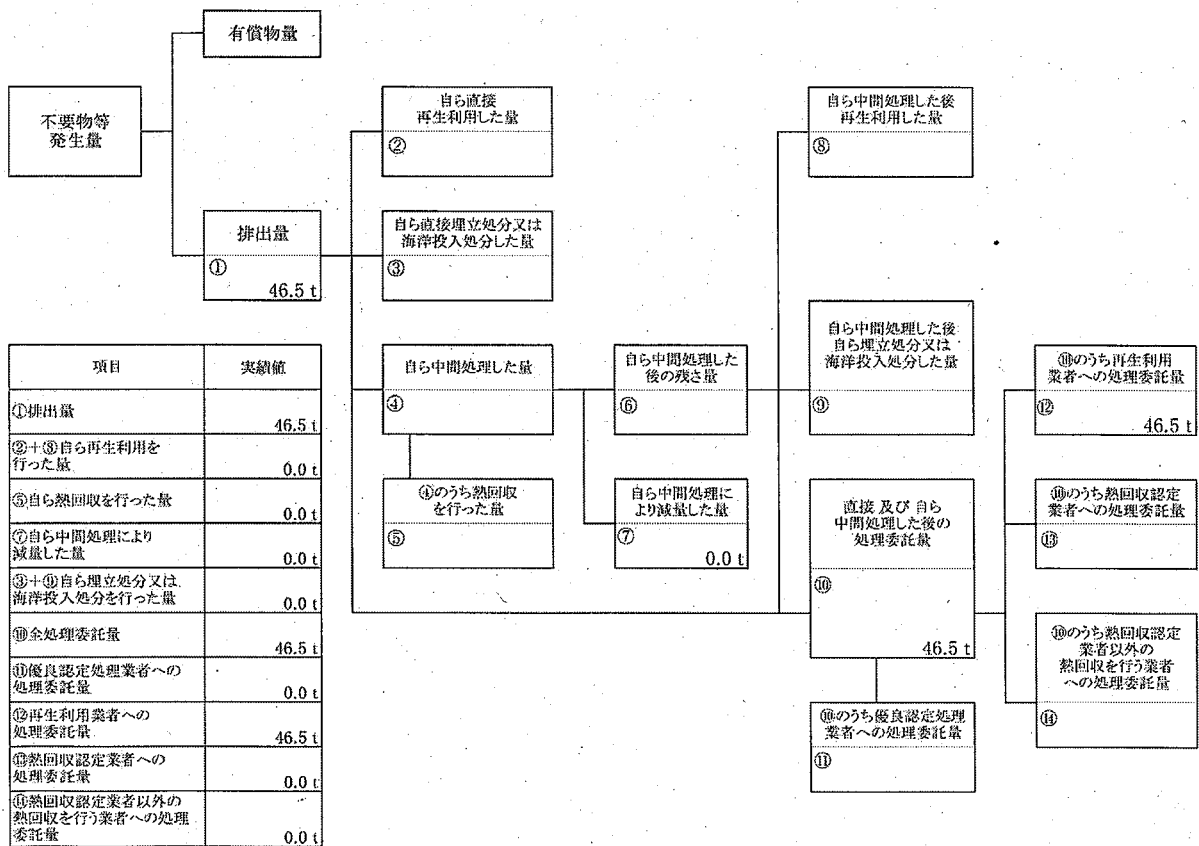 有償物量
不要物等
発生量
排出量
①
46.5 t
自ら直接
再生利用した量
②
自ら直接埋立処分又は
海洋投入処分した量
③
自ら中間処理した量
④
④のうち熱回収
を行った量
⑤
自ら中間処理した
後の残さ量
⑥
自ら中間処理に
より減量した量
⑦
0.0 t
自ら中間処理した後
再生利用した量
⑧
自ら中間処理した後
自ら埋立処分又は
海洋投入処分した量
⑨
直接 及び 自ら
中間処理した後の
処理委託量
⑩
46.5 t
⑩のうち優良認定処理
業者への処理委託量
⑪
⑩のうち再生利用
業者への処理委託量
⑫
46.5 t
⑩のうち熱回収認定
業者への処理委託量
⑬
⑩のうち熱回収認定
業者以外の
熱回収を行う業者
への処理委託量
⑭
項目 実績値
①排出量
46.5 t
②+⑧自ら再生利用を
行った量
0.0 t
⑤自ら熱回収を行った量
0.0 t
⑦自ら中間処理により
減量した量
0.0 t
③+⑨自ら埋立処分又は
海洋投入処分を行った量
0.0 t
⑩全処理委託量
46.5 t
⑪優良認定処理業者への
処理委託量
0.0 t
⑫再生利用業者への
処理委託量
46.5 t
⑬熱回収認定業者への
処理委託量
0.0 t
⑭熱回収認定業者以外の
熱回収を行う業者への処理
委託量
0.0 t